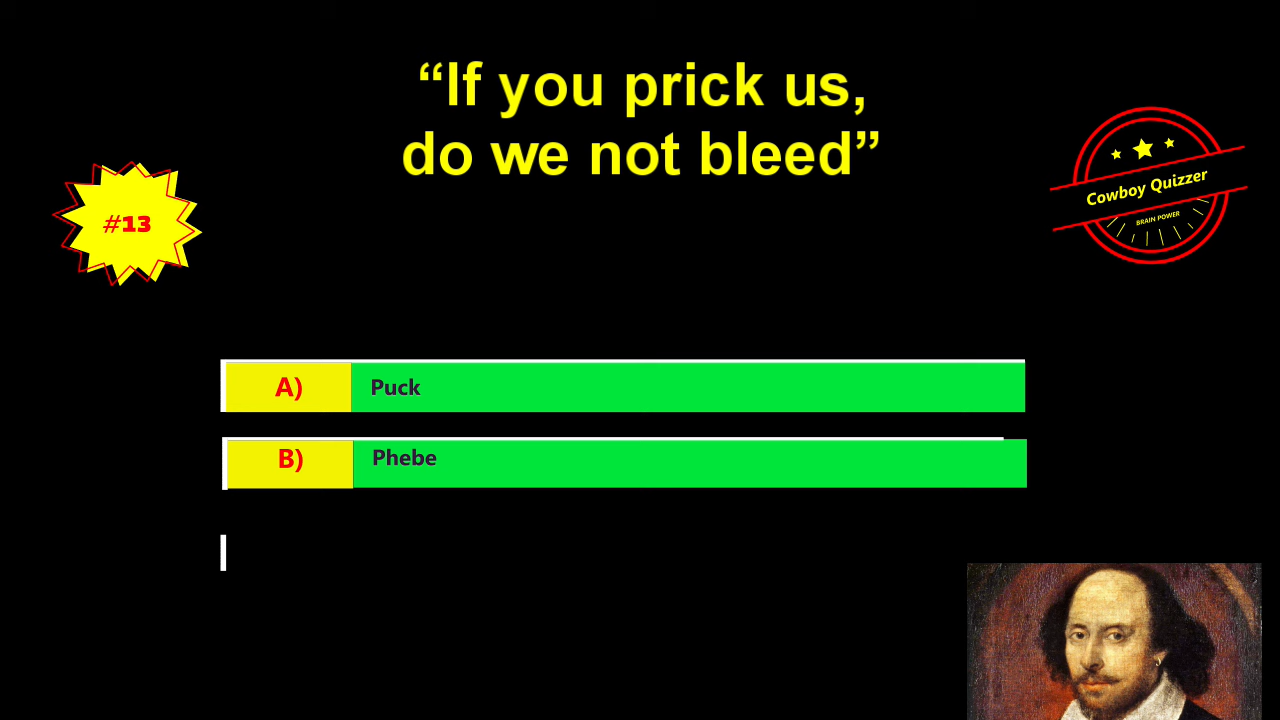 “If you prick us,
do we not bleed”
#13
Cowboy Quizzer
BRAIN POWER
A) Puck
B) Phebe